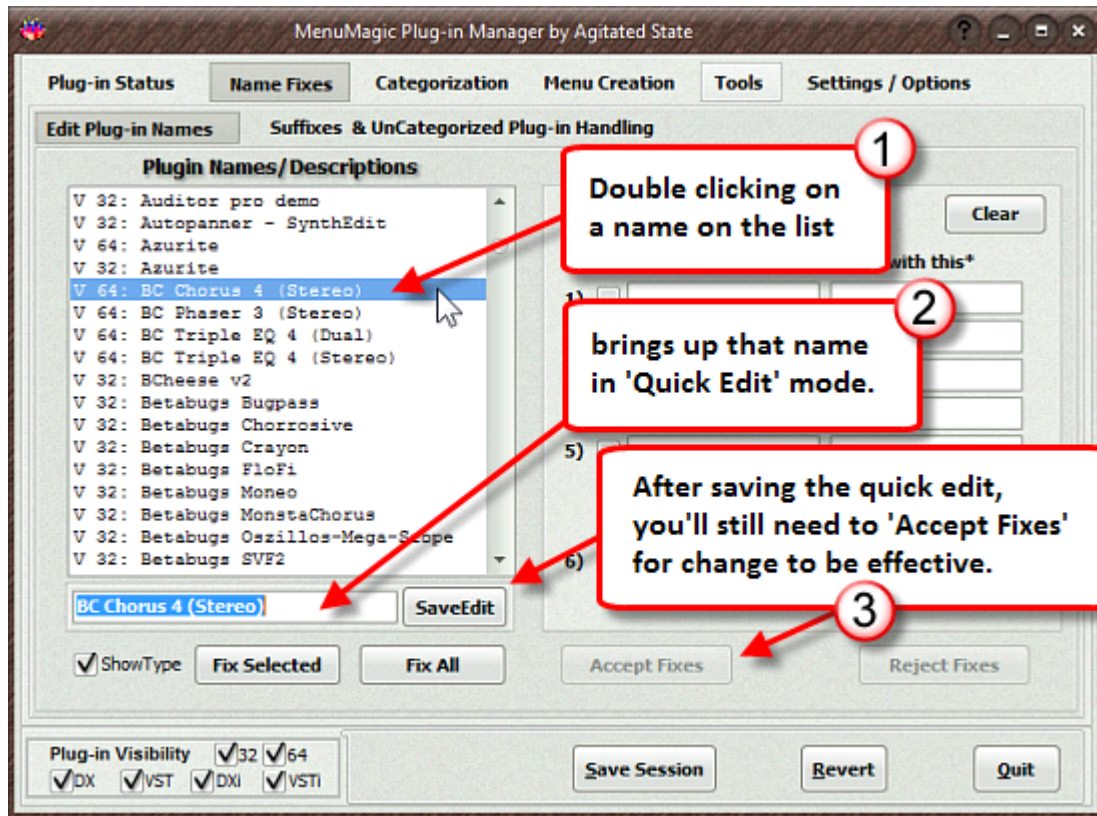 MenuMagic Plug-in Manager by Agitated State
Plug-in Status Name Fixes Categorization Menu Creation Tools Settings / Options
Edit Plug-in Names Suffixes & UnCategorized Plug-in Handling
Plugin Names/Descriptions
V 32: Auditor pro demo
V 32: Autopanner - SynthEdit
V 64: Azurite
V 32: Azurite
V 64: BC Chorus 4 (Stereo)
V 64: BC Phaser 3 (Stereo)
V 64: BC Triple EQ 4 (Dual)
V 64: BC Triple EQ 4 (Stereo)
V 32: BCheese v2
V 32: Betabugs Bugpass
V 32: Betabugs Chorrosive
V 32: Betabugs Crayon
V 32: Betabugs FloFi
V 32: Betabugs Moneo
V 32: Betabugs MonstaChorus
V 32: Betabugs Oszillos-Mega-Scope
V 32: Betabugs SVF2
BC Chorus 4 (Stereo) SaveEdit
ShowType Fix Selected Fix All
1
Double clicking on
a name on the list
Clear
with this*
1)
2
brings up that name
in 'Quick Edit' mode.
5)
After saving the quick edit,
you'll still need to 'Accept Fixes'
for change to be effective.
6)
3
Accept Fixes Reject Fixes
Plug-in Visibility 32 64
DX VST DXi VSTi
Save Session Revert Quit